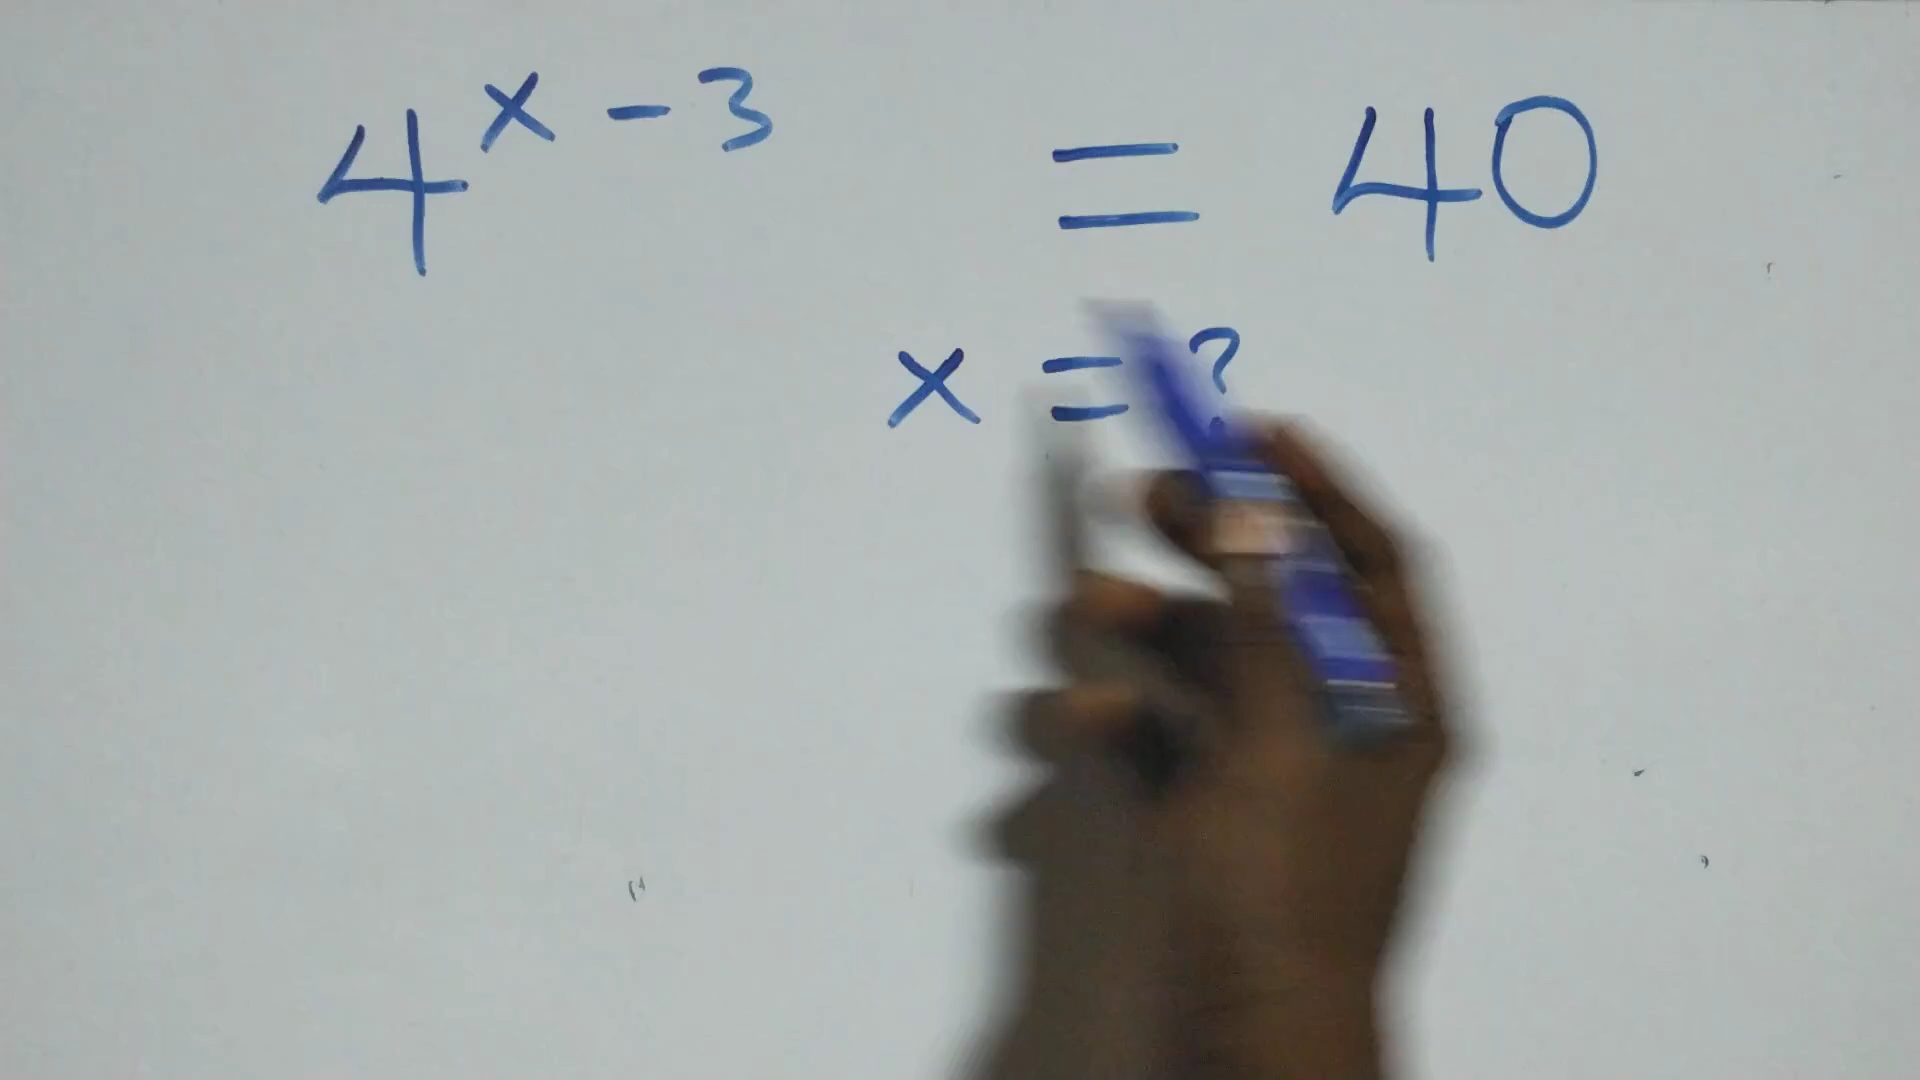 4^{x-3} = 40
x = ?